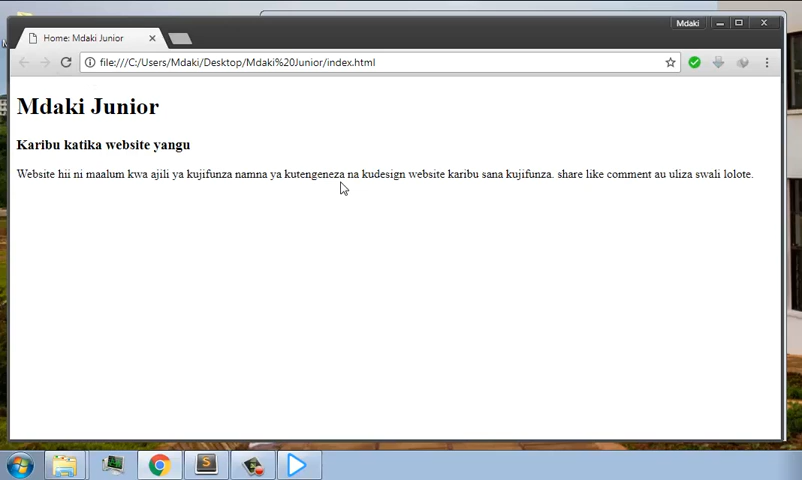 Mdaki
Home: Mdaki Junior
file:///C:/Users/Mdaki/Desktop/Mdaki%20Junior/index.html
Mdaki Junior
Karibu katika website yangu
Website hii ni maalum kwa ajili ya kujifunza namna ya kutengeneza na kudesign website karibu sana kujifunza. share like comment au uliza swali lolote.